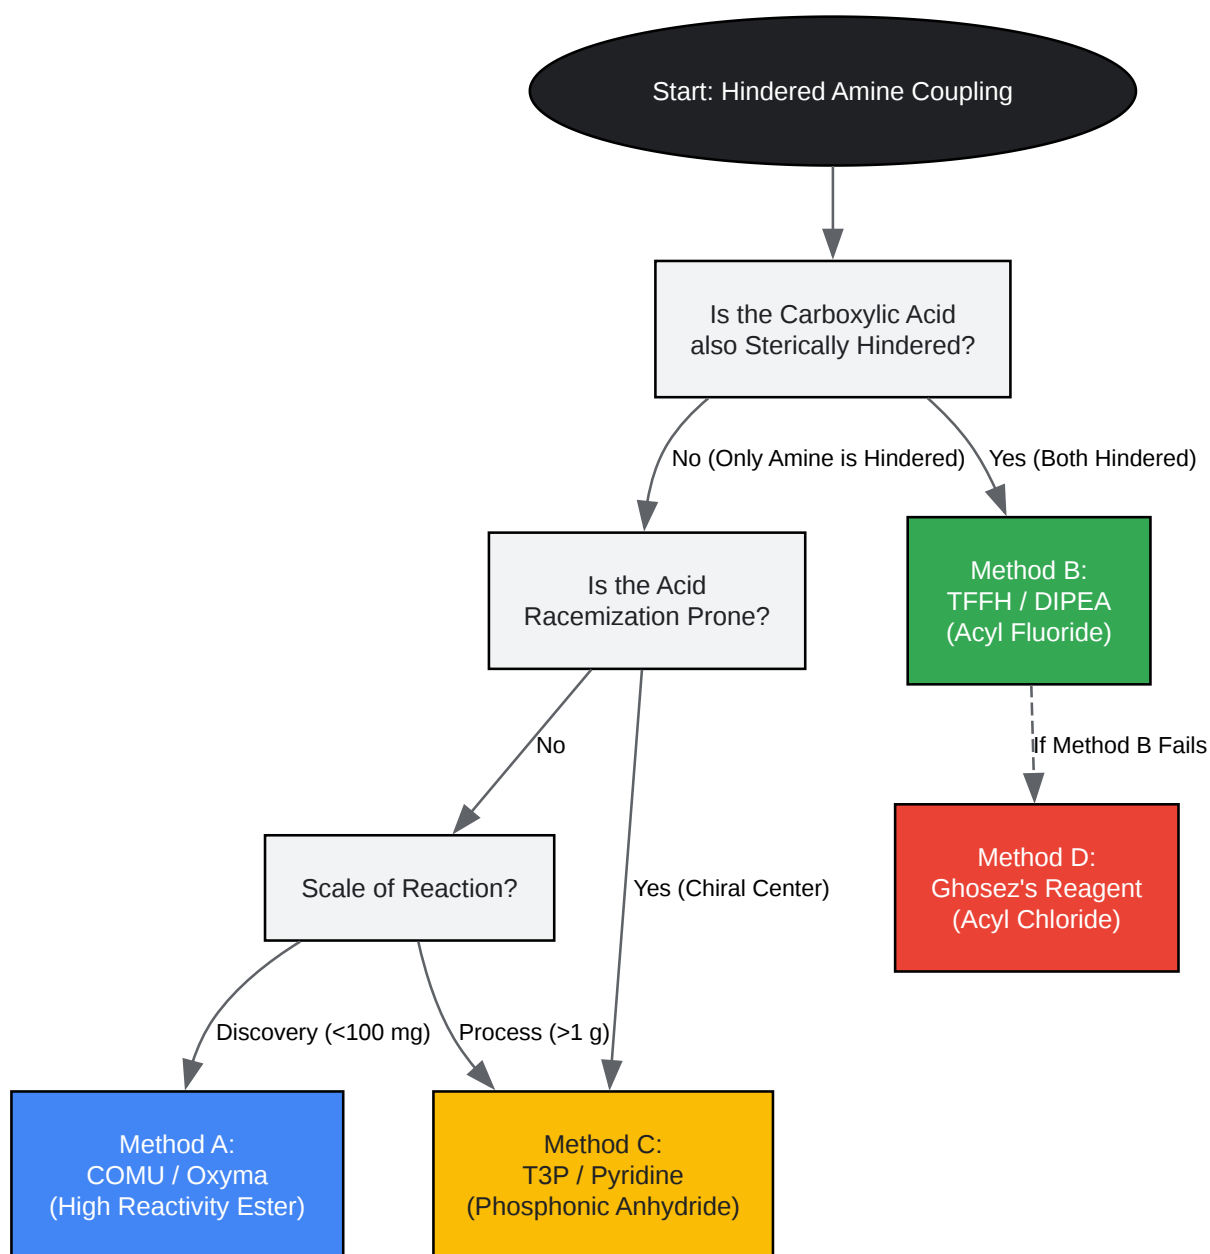 Start: Hindered Amine Coupling
Is the Carboxylic Acid
also Sterically Hindered?
No (Only Amine is Hindered)
Yes (Both Hindered)
Is the Acid
Racemization Prone?
Method B:
TFFH / DIPEA
(Acyl Fluoride)
No
If Method B Fails
Scale of Reaction?
Yes (Chiral Center)
Method D:
Ghosez's Reagent
(Acyl Chloride)
Discovery (<100 mg)
Process (>1 g)
Method A:
COMU / Oxyma
(High Reactivity Ester)
Method C:
T3P / Pyridine
(Phosphonic Anhydride)